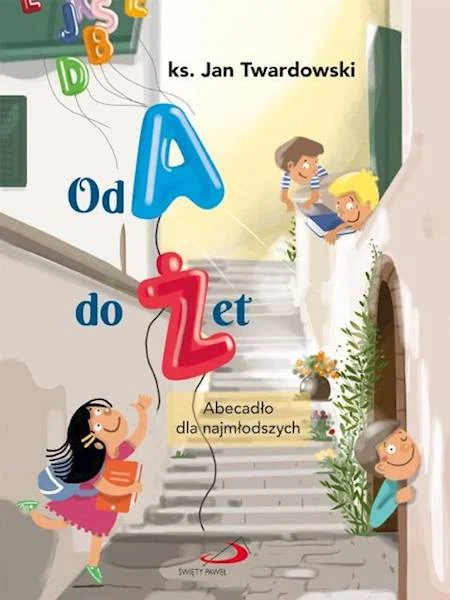 E J K S E
J B
D
ks. Jan Twardowski
Od A
do Żet
Abecadło
dla najmłodszych
ŚWIĘTY PAWEŁ